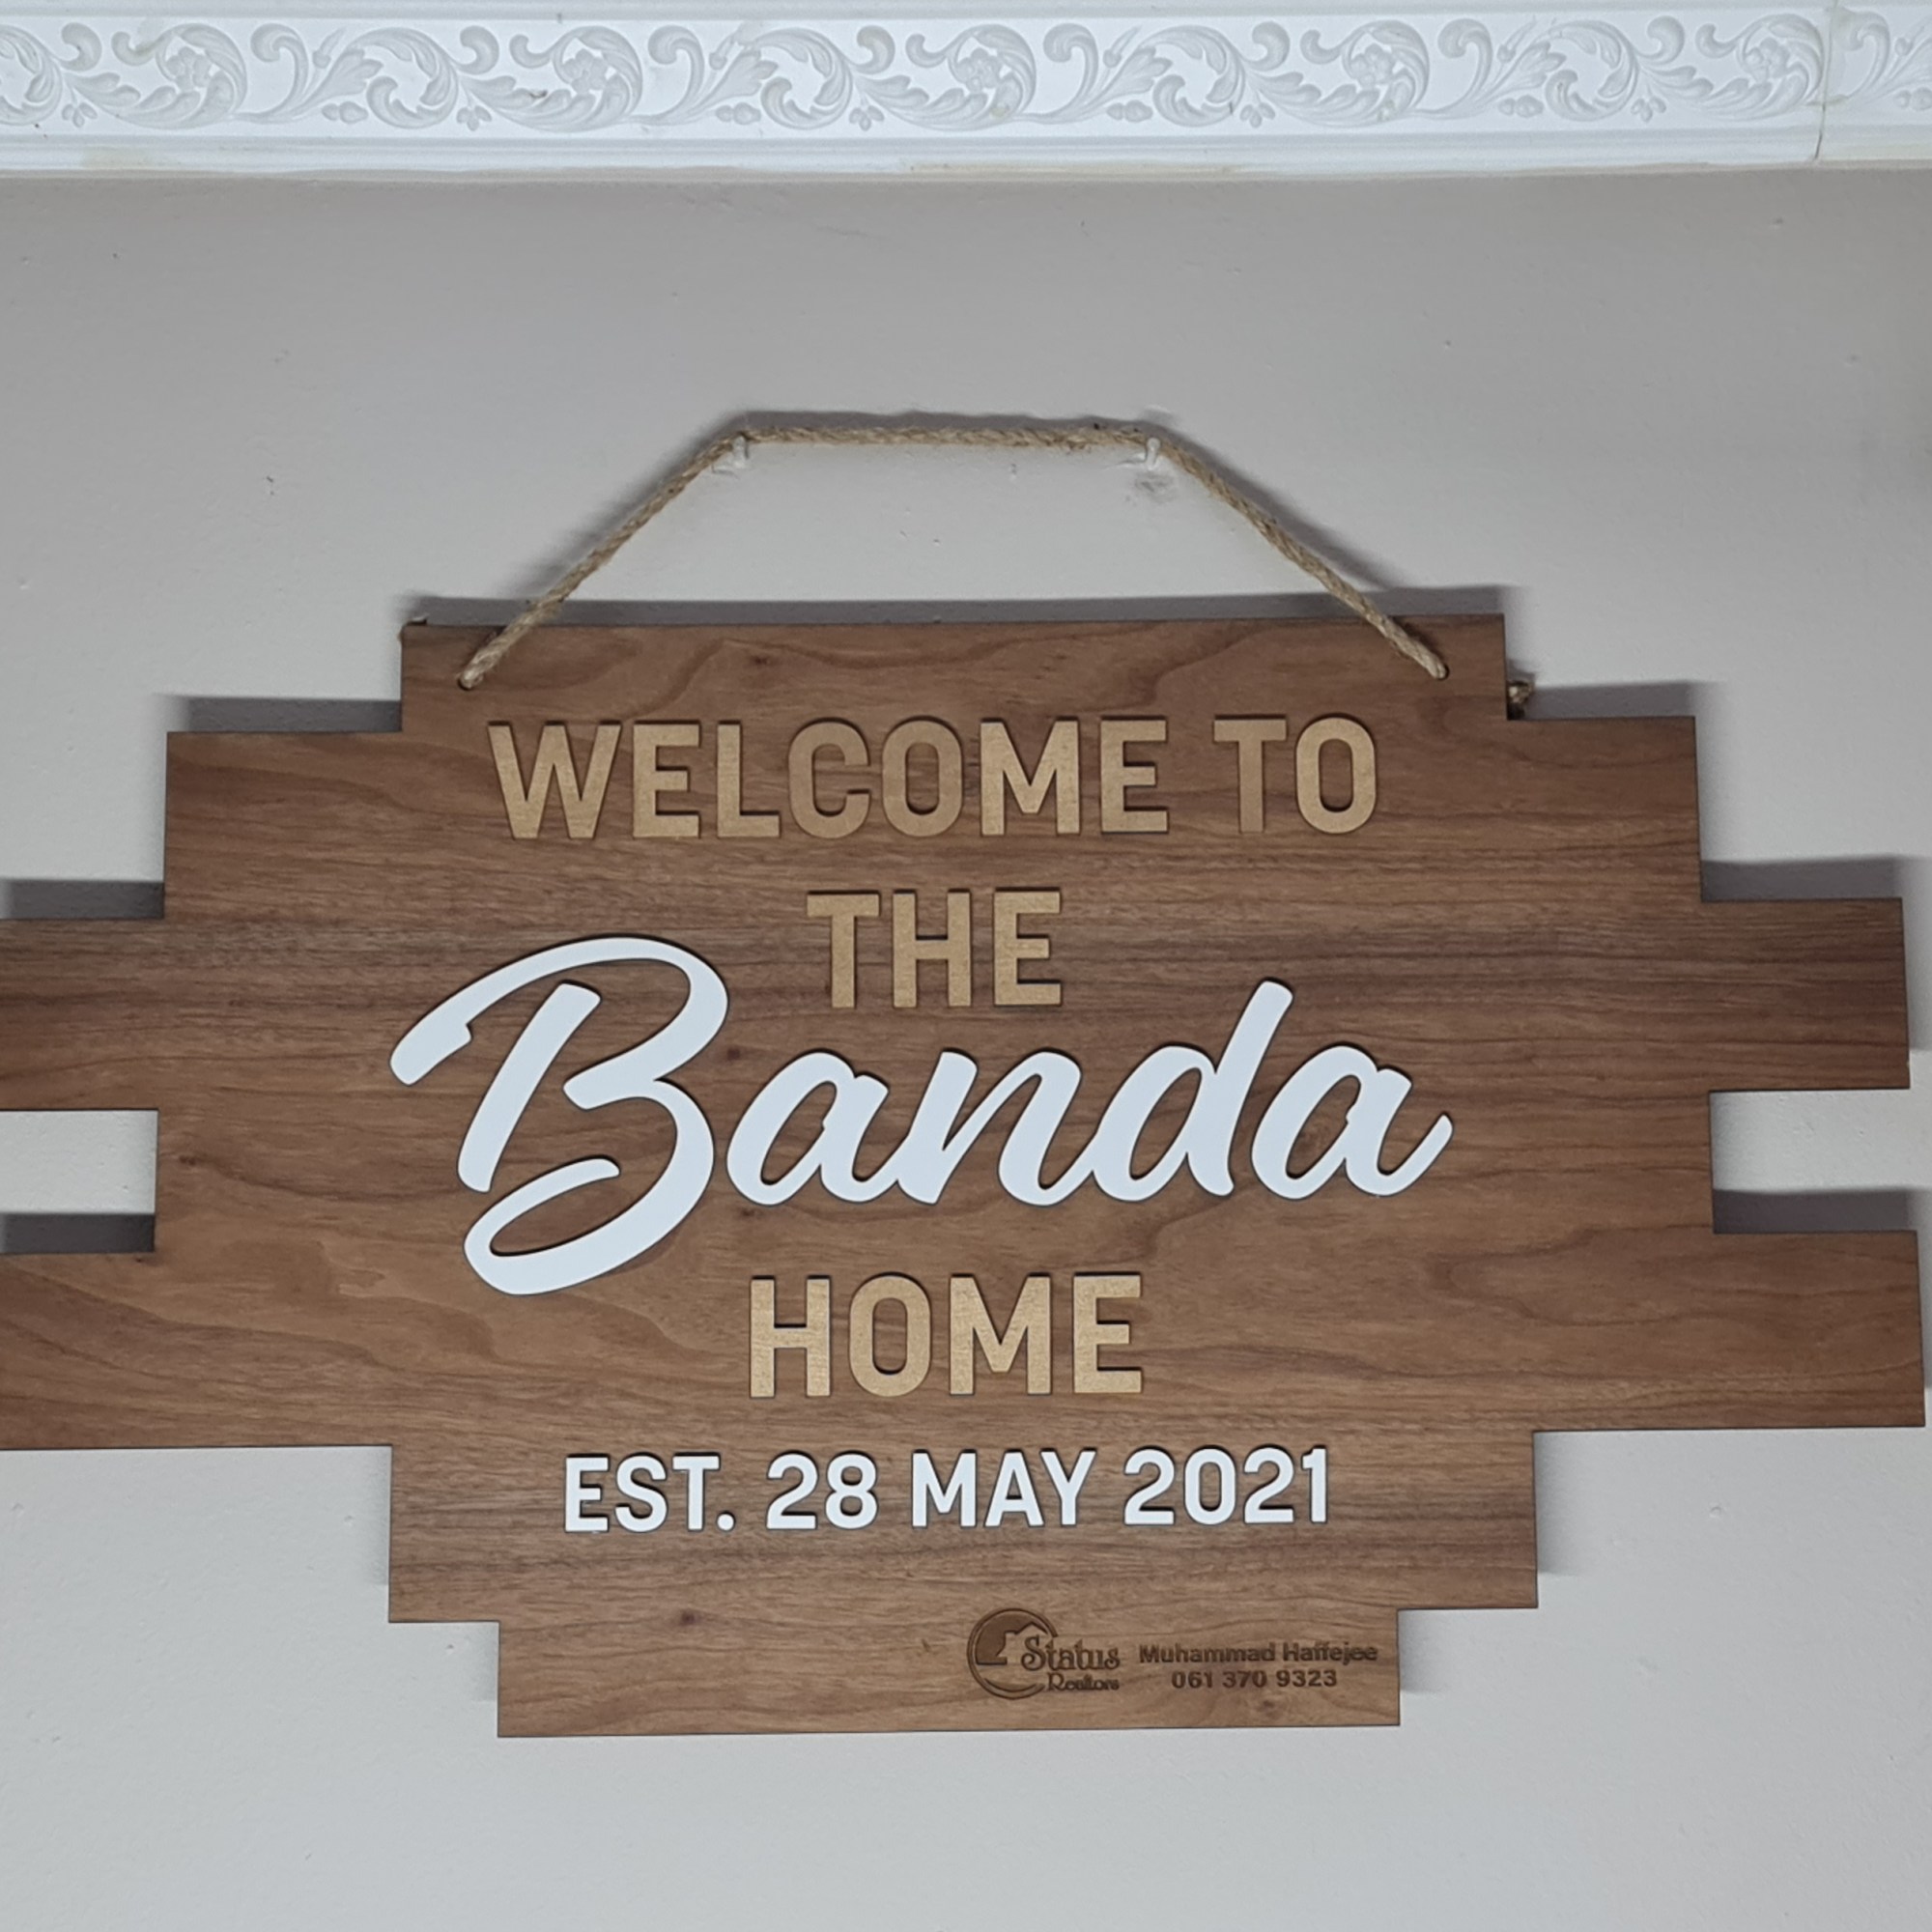 WELCOME TO
THE
Banda
HOME
EST. 28 MAY 2021
Status
Realtors
Muhammad Haffejee
061 370 9323